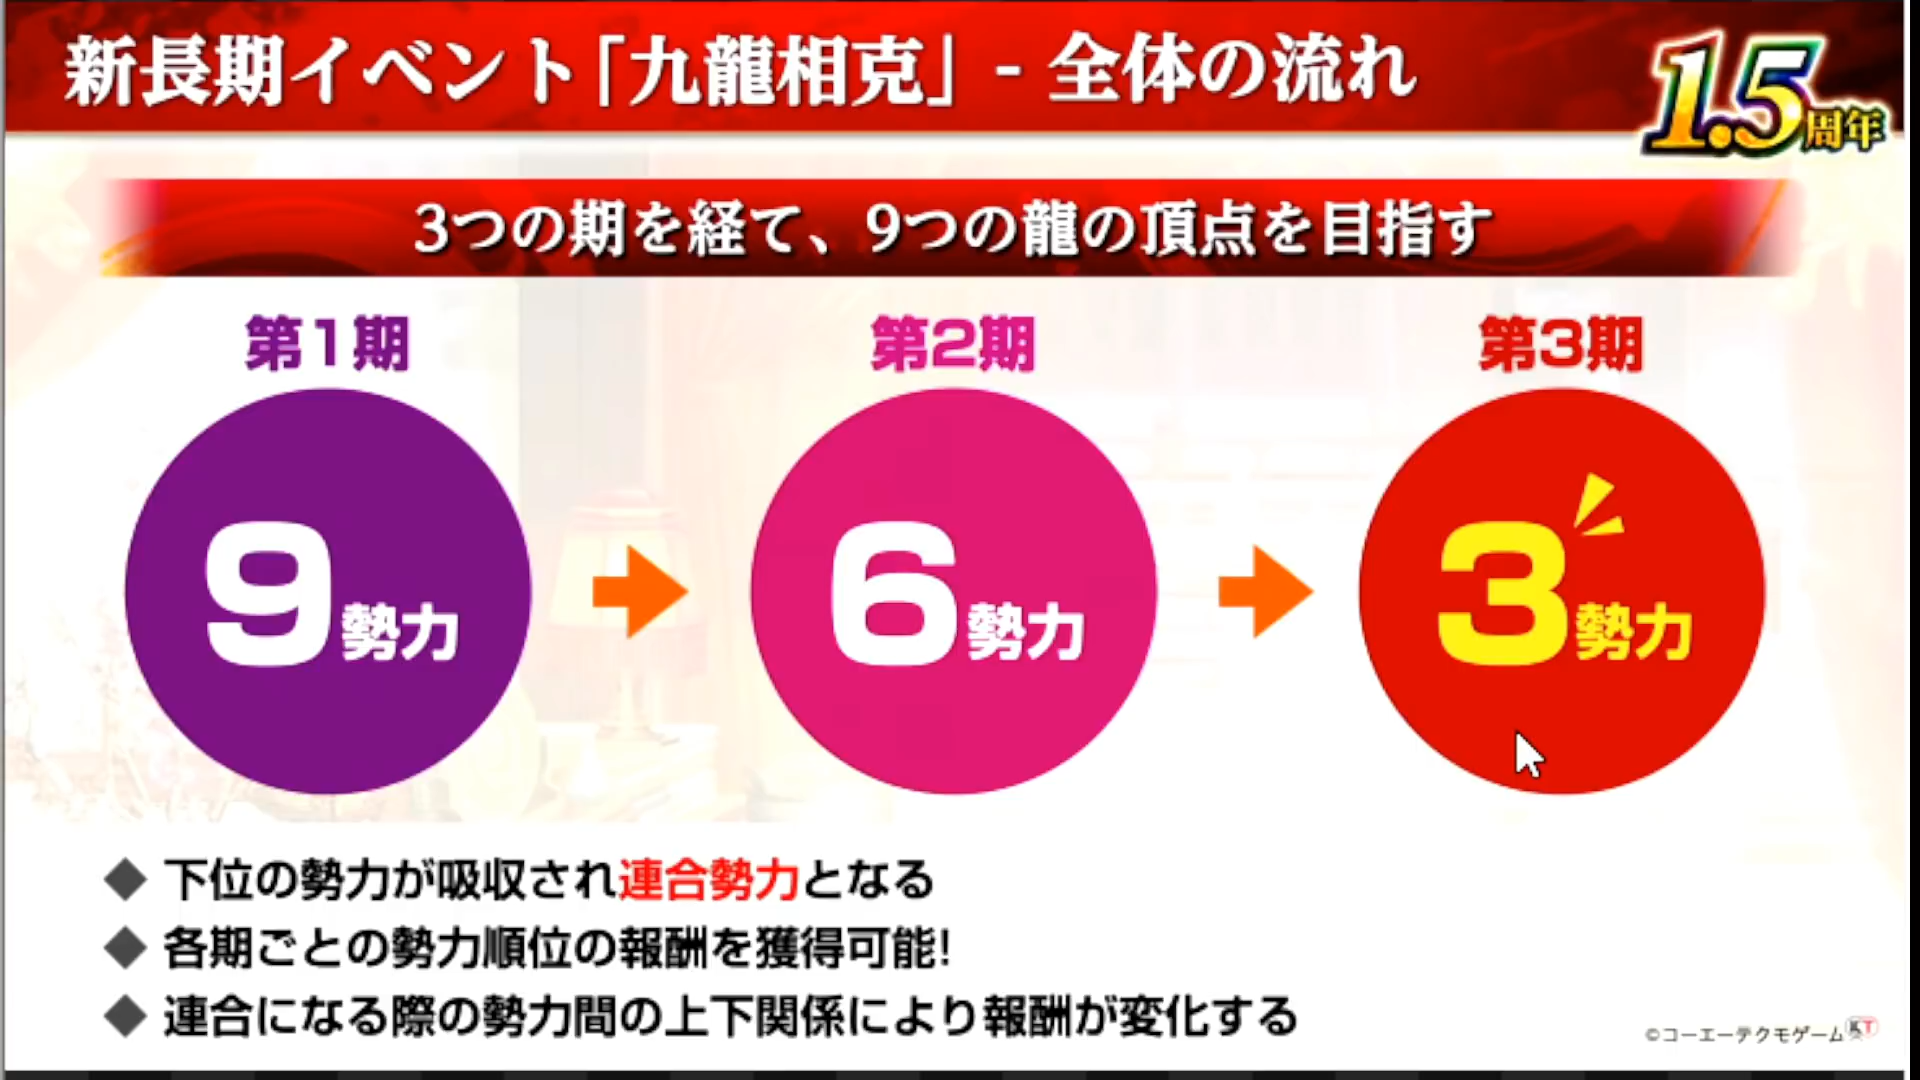 新長期イベント「九龍相克」- 全体の流れ
1.5周年
3つの期を経て、9つの龍の頂点を目指す
第1期
第2期
第3期
9勢力
6勢力
3勢力
下位の勢力が吸収され連合勢力となる
各期ごとの勢力順位の報酬を獲得可能!
連合になる際の勢力間の上下関係により報酬が変化する
©コーエーテクモゲーム
KT